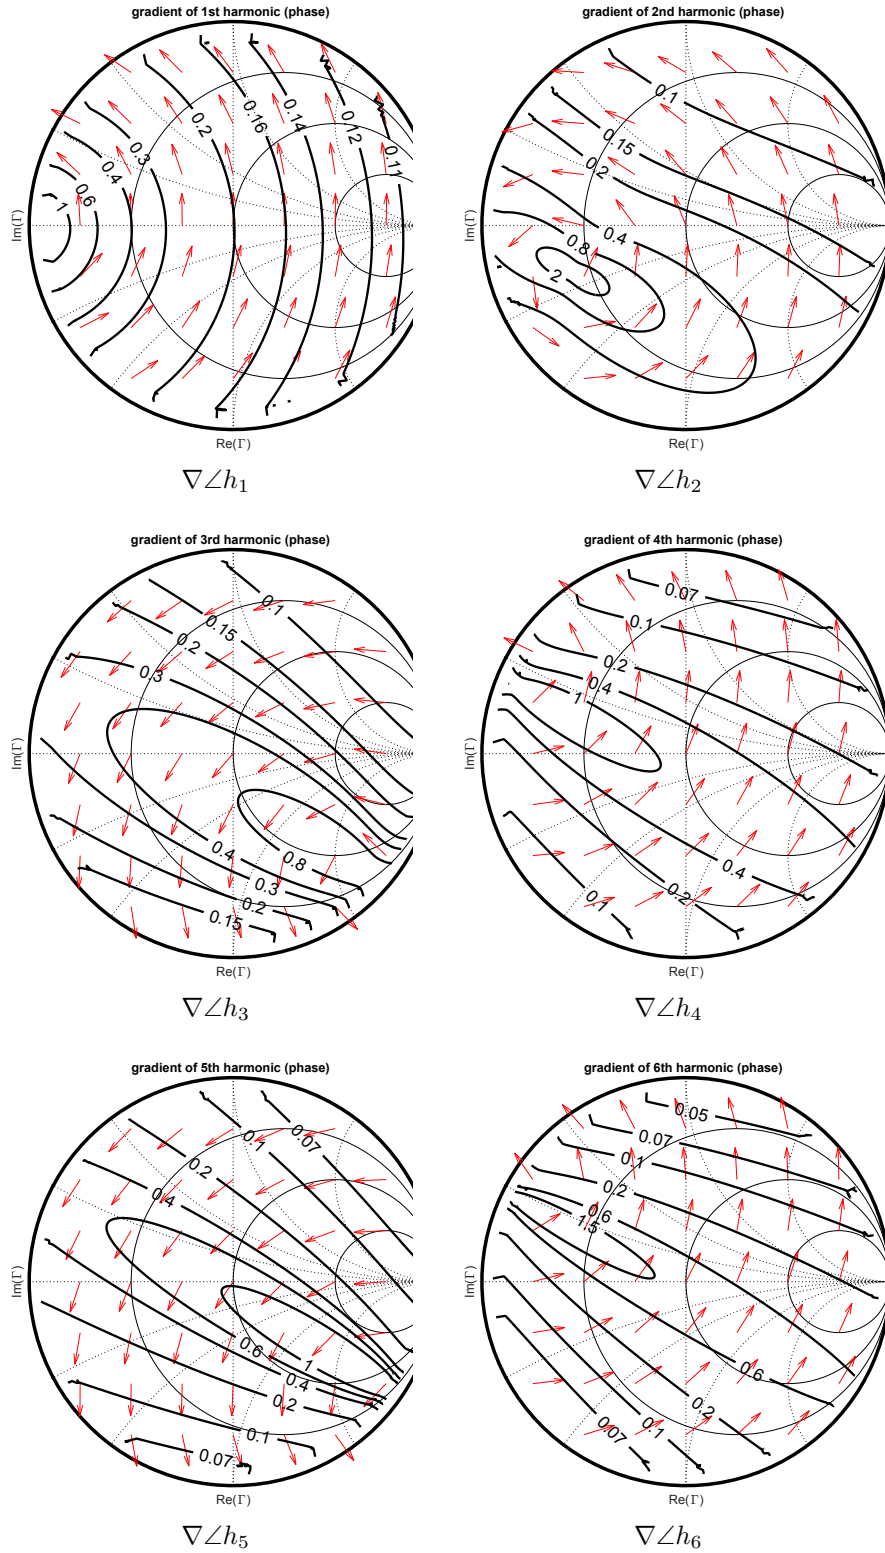 gradient of 1st harmonic (phase)
1
0.6
0.4
0.3
0.2
0.16
0.14
0.12
0.11
Im(Γ)
Re(Γ)
∇∠h₁
gradient of 2nd harmonic (phase)
0.1
0.15
0.2
0.4
0.8
2
Im(Γ)
Re(Γ)
∇∠h₂
gradient of 3rd harmonic (phase)
0.1
0.15
0.2
0.3
0.8
0.4
0.3
0.2
0.15
Im(Γ)
Re(Γ)
∇∠h₃
gradient of 4th harmonic (phase)
0.07
0.1
0.2
0.4
1
0.4
0.2
0.1
Im(Γ)
Re(Γ)
∇∠h₄
gradient of 5th harmonic (phase)
0.07
0.1
0.2
0.4
0.6
1
0.4
0.2
0.1
0.07
Im(Γ)
Re(Γ)
∇∠h₅
gradient of 6th harmonic (phase)
0.05
0.07
0.1
0.2
0.6
1.5
0.6
0.2
0.1
0.07
Im(Γ)
Re(Γ)
∇∠h₆